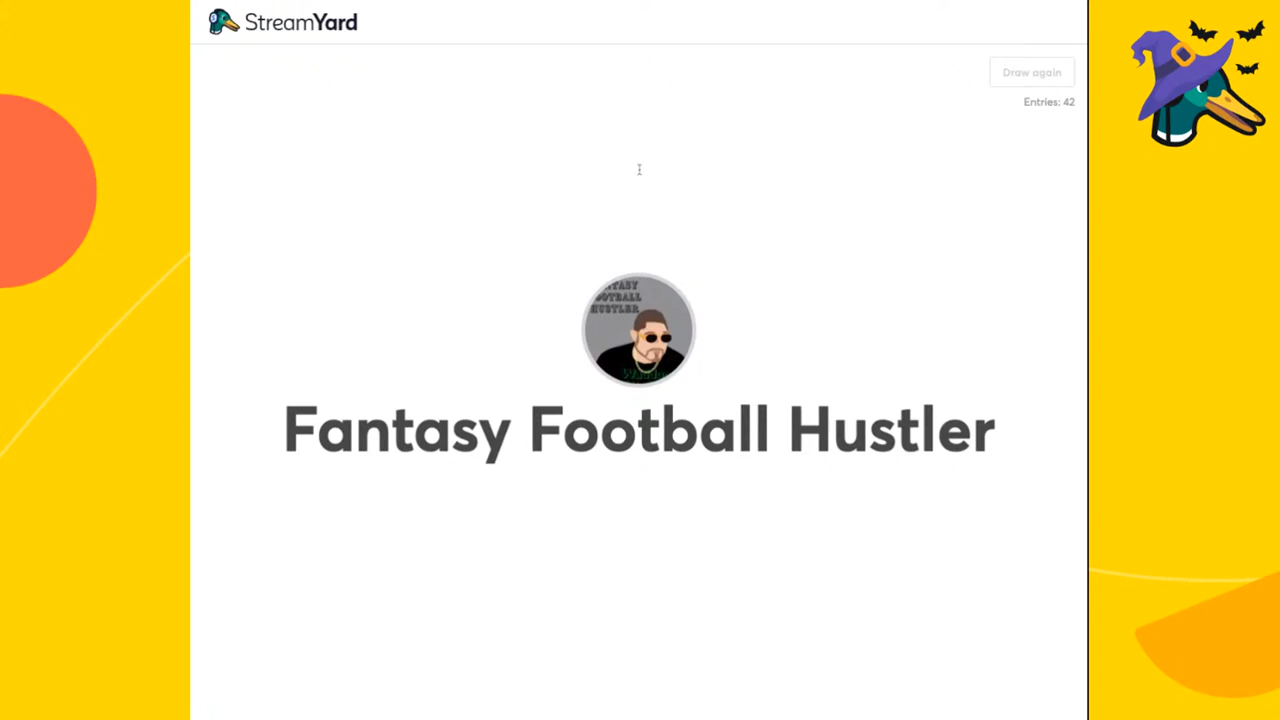 StreamYard
Draw again
Entries: 42
FANTASY
FOOTBALL
HUSTLER
Fantasy Football Hustler